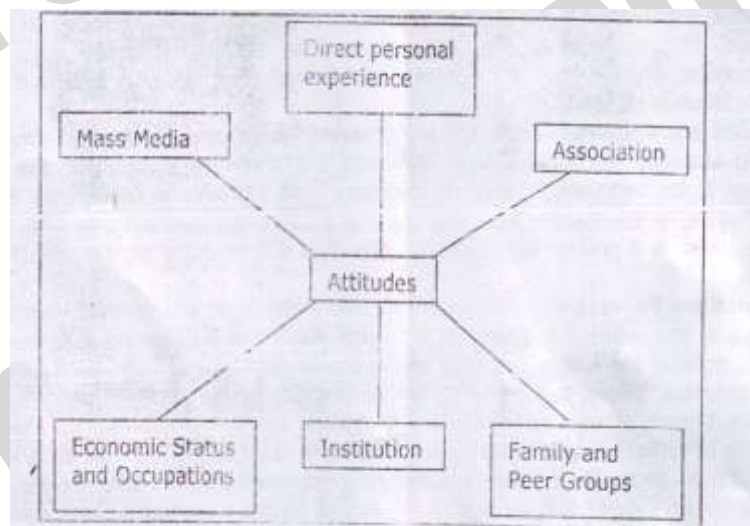 Direct personal
experience
Mass Media
Association
Attitudes
Economic Status
and Occupations
Institution
Family and
Peer Groups